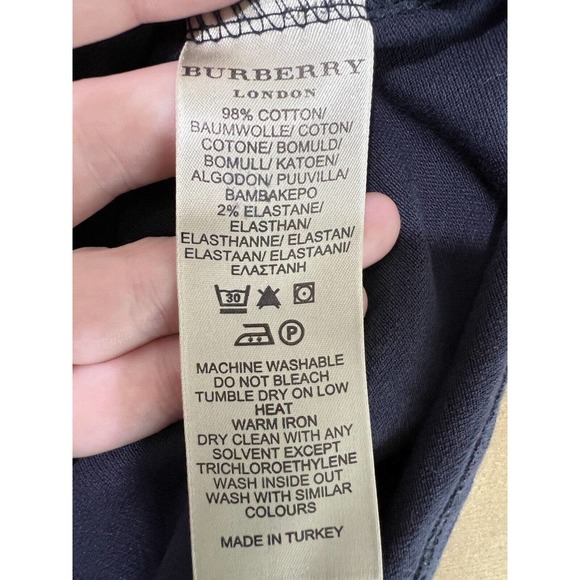 BURBERRY
LONDON
98% COTTON/
BAUMWOLLE/ COTON/
COTONE/ BOMULD/
BOMULL/ KATOEN/
ALGODON/ PUUVILLA/
ΒΑΜΒΑΚΕΡΟ
2% ELASTANE/
ELASTHAN/
ELASTHANNE/ ELASTAN/
ELASTAAN/ ELASTAANI/
ΕΛΑΣΤΑΝΗ
30
P
MACHINE WASHABLE
DO NOT BLEACH
TUMBLE DRY ON LOW
HEAT
WARM IRON
DRY CLEAN WITH ANY
SOLVENT EXCEPT
TRICHLOROETHYLENE
WASH INSIDE OUT
WASH WITH SIMILAR
COLOURS
MADE IN TURKEY